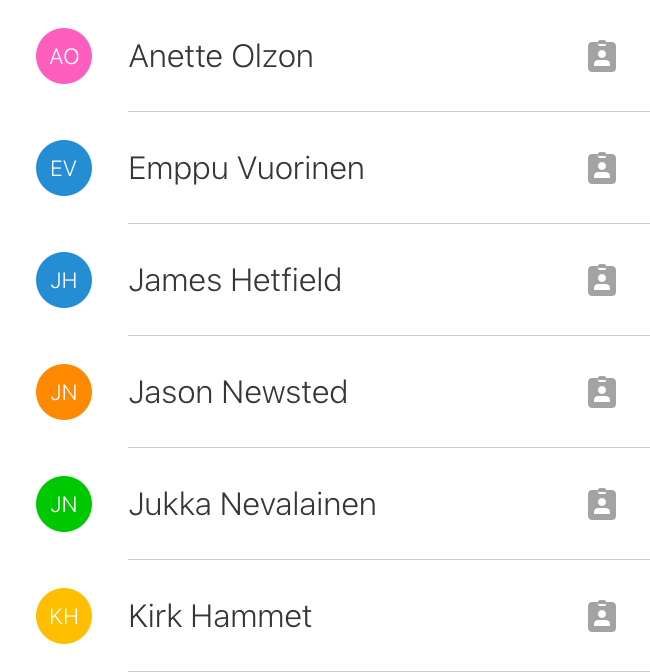 AO Anette Olzon
EV Emppu Vuorinen
JH James Hetfield
JN Jason Newsted
JN Jukka Nevalainen
KH Kirk Hammet